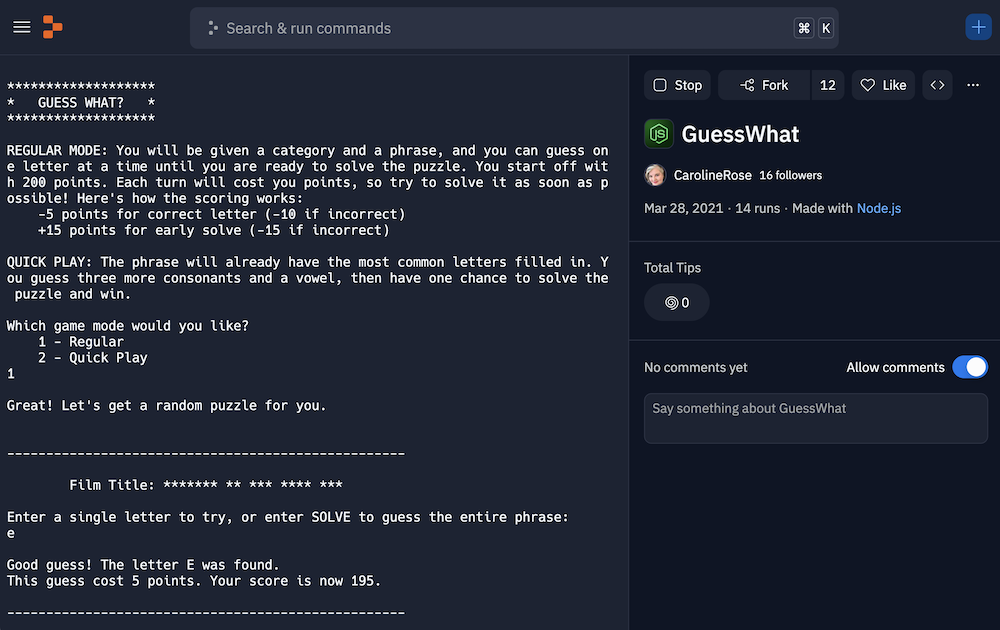 Search & run commands
⌘ K
*******************
*   GUESS WHAT?   *
*******************
REGULAR MODE: You will be given a category and a phrase, and you can guess on
e letter at a time until you are ready to solve the puzzle. You start off wit
h 200 points. Each turn will cost you points, so try to solve it as soon as p
ossible! Here's how the scoring works:
    -5 points for correct letter (-10 if incorrect)
    +15 points for early solve (-15 if incorrect)
QUICK PLAY: The phrase will already have the most common letters filled in. Y
ou guess three more consonants and a vowel, then have one chance to solve the
 puzzle and win.
Which game mode would you like?
    1 - Regular
    2 - Quick Play
1
Great! Let's get a random puzzle for you.
---------------------------------------------------
        Film Title: ******* ** *** **** ***
Enter a single letter to try, or enter SOLVE to guess the entire phrase:
e
Good guess! The letter E was found.
This guess cost 5 points. Your score is now 195.
---------------------------------------------------
Stop
Fork 12
Like
JS GuessWhat
CarolineRose 16 followers
Mar 28, 2021 · 14 runs · Made with Node.js
Total Tips
0
No comments yet
Allow comments
Say something about GuessWhat